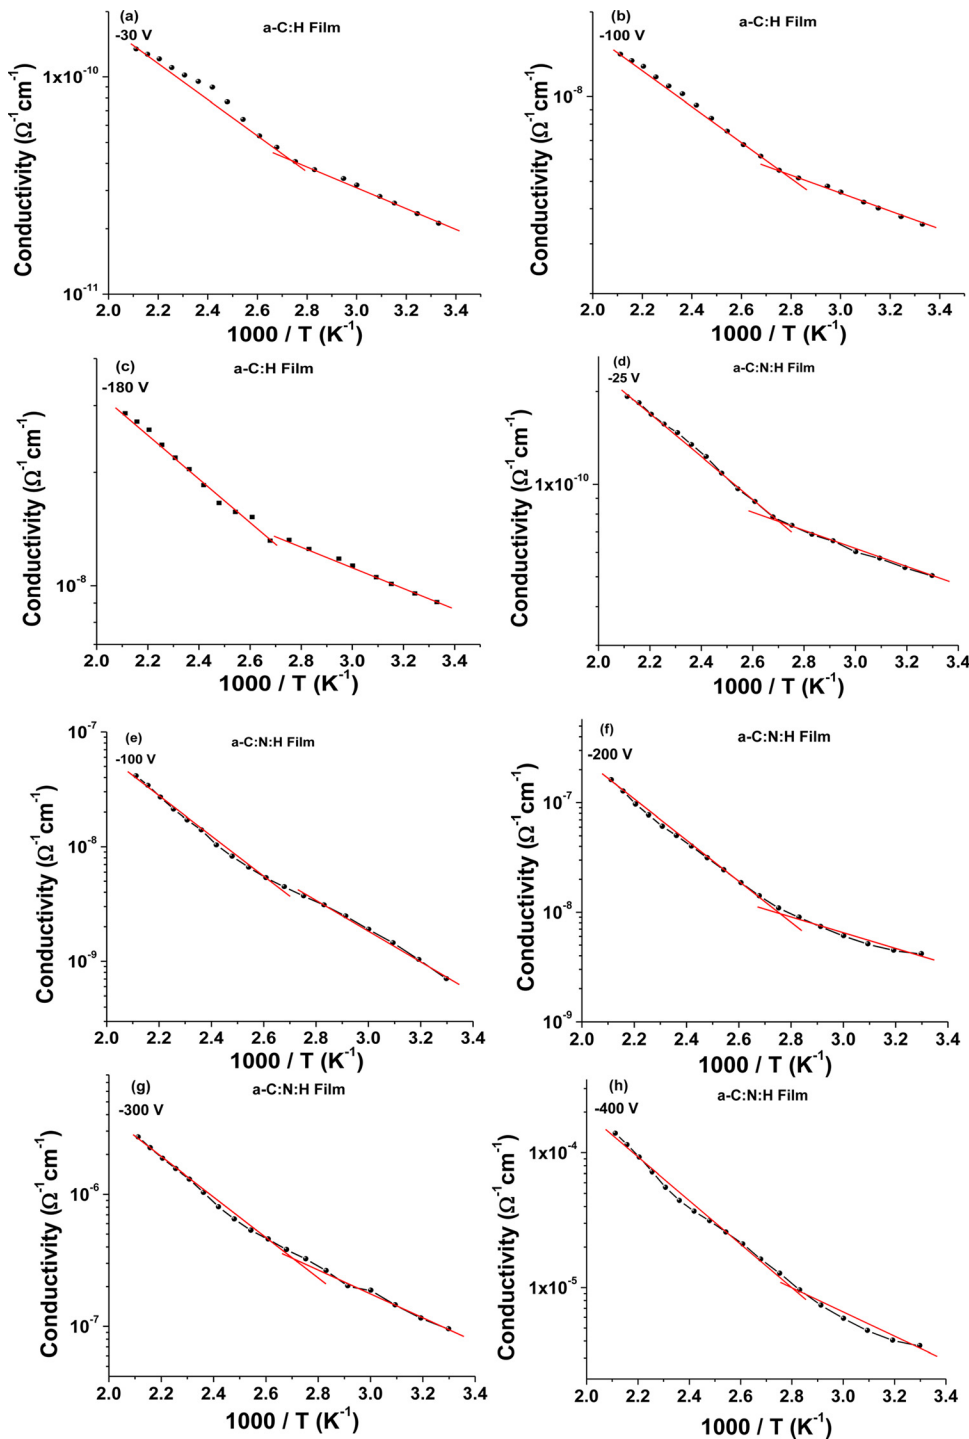 (a)
-30 V
a-C:H Film
1x10⁻¹⁰
10⁻¹¹
Conductivity (Ω⁻¹cm⁻¹)
2.0 2.2 2.4 2.6 2.8 3.0 3.2 3.4
1000 / T (K⁻¹)
(b)
-100 V
a-C:H Film
10⁻⁸
Conductivity (Ω⁻¹cm⁻¹)
2.0 2.2 2.4 2.6 2.8 3.0 3.2 3.4
1000 / T (K⁻¹)
(c)
-180 V
a-C:H Film
10⁻⁸
Conductivity (Ω⁻¹cm⁻¹)
2.0 2.2 2.4 2.6 2.8 3.0 3.2 3.4
1000 / T (K⁻¹)
(d)
-25 V
a-C:N:H Film
1x10⁻¹⁰
Conductivity (Ω⁻¹cm⁻¹)
2.0 2.2 2.4 2.6 2.8 3.0 3.2 3.4
1000 / T (K⁻¹)
(e)
-100 V
a-C:N:H Film
10⁻⁷
10⁻⁸
10⁻⁹
Conductivity (Ω⁻¹cm⁻¹)
2.0 2.2 2.4 2.6 2.8 3.0 3.2 3.4
1000 / T (K⁻¹)
(f)
-200 V
a-C:N:H Film
10⁻⁷
10⁻⁸
10⁻⁹
Conductivity (Ω⁻¹cm⁻¹)
2.0 2.2 2.4 2.6 2.8 3.0 3.2 3.4
1000 / T (K⁻¹)
(g)
-300 V
a-C:N:H Film
10⁻⁶
10⁻⁷
Conductivity (Ω⁻¹cm⁻¹)
2.0 2.2 2.4 2.6 2.8 3.0 3.2 3.4
1000 / T (K⁻¹)
(h)
-400 V
a-C:N:H Film
1x10⁻⁴
1x10⁻⁵
Conductivity (Ω⁻¹cm⁻¹)
2.0 2.2 2.4 2.6 2.8 3.0 3.2 3.4
1000 / T (K⁻¹)